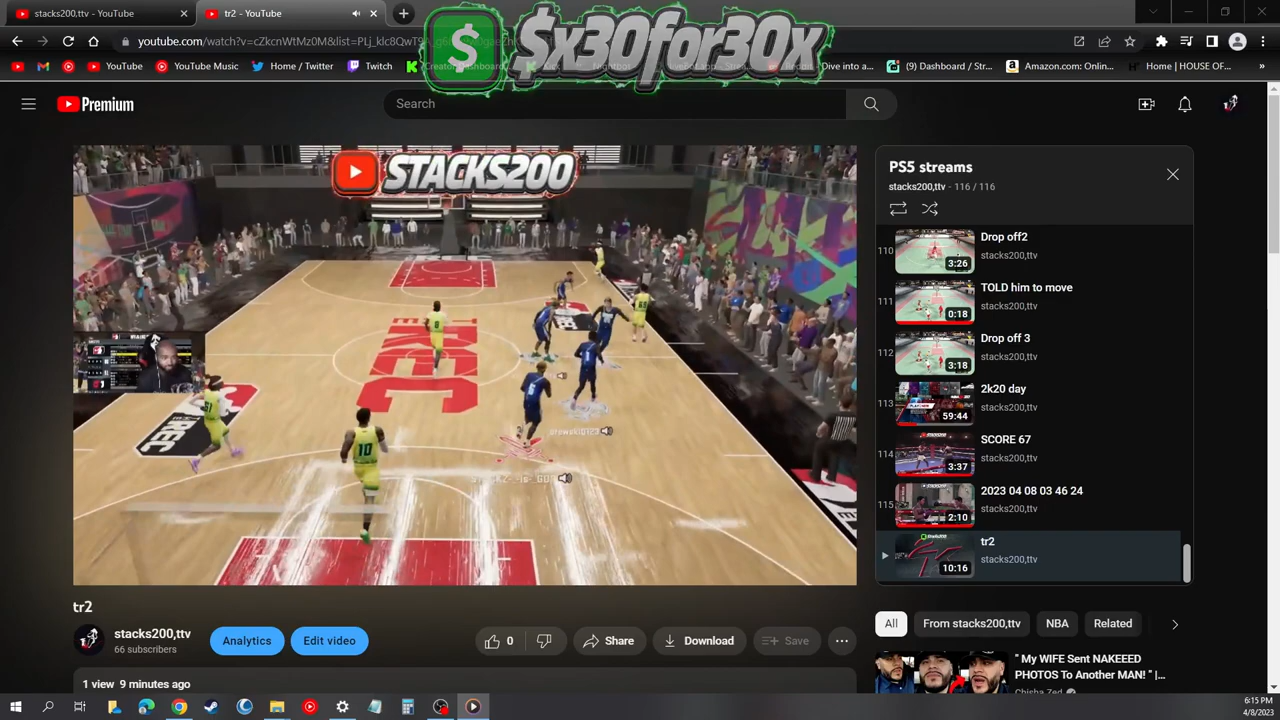 stacks200,ttv - YouTube
tr2 - YouTube
youtube.com/watch?v=cZkcnWtMz0M&list=PLj_klc8QwT
$x30for30x
YouTube
YouTube Music
Home / Twitter
Twitch
(9) Dashboard / Str...
Amazon.com: Onlin...
Home | HOUSE OF...
Premium
Search
STACKS200
REC
10
tr2
stacks200,ttv
66 subscribers
Analytics
Edit video
0
Share
Download
Save
1 view 9 minutes ago
PS5 streams
stacks200,ttv - 116 / 116
110
3:26
Drop off2
stacks200,ttv
111
0:18
TOLD him to move
stacks200,ttv
112
3:18
Drop off 3
stacks200,ttv
113
59:44
2k20 day
stacks200,ttv
114
3:37
SCORE 67
stacks200,ttv
115
2:10
2023 04 08 03 46 24
stacks200,ttv
10:16
tr2
stacks200,ttv
All
From stacks200,ttv
NBA
Related
" My WIFE Sent NAKEEED
PHOTOS To Another MAN! " |...
Chisha Zed
6:15 PM
4/8/2023